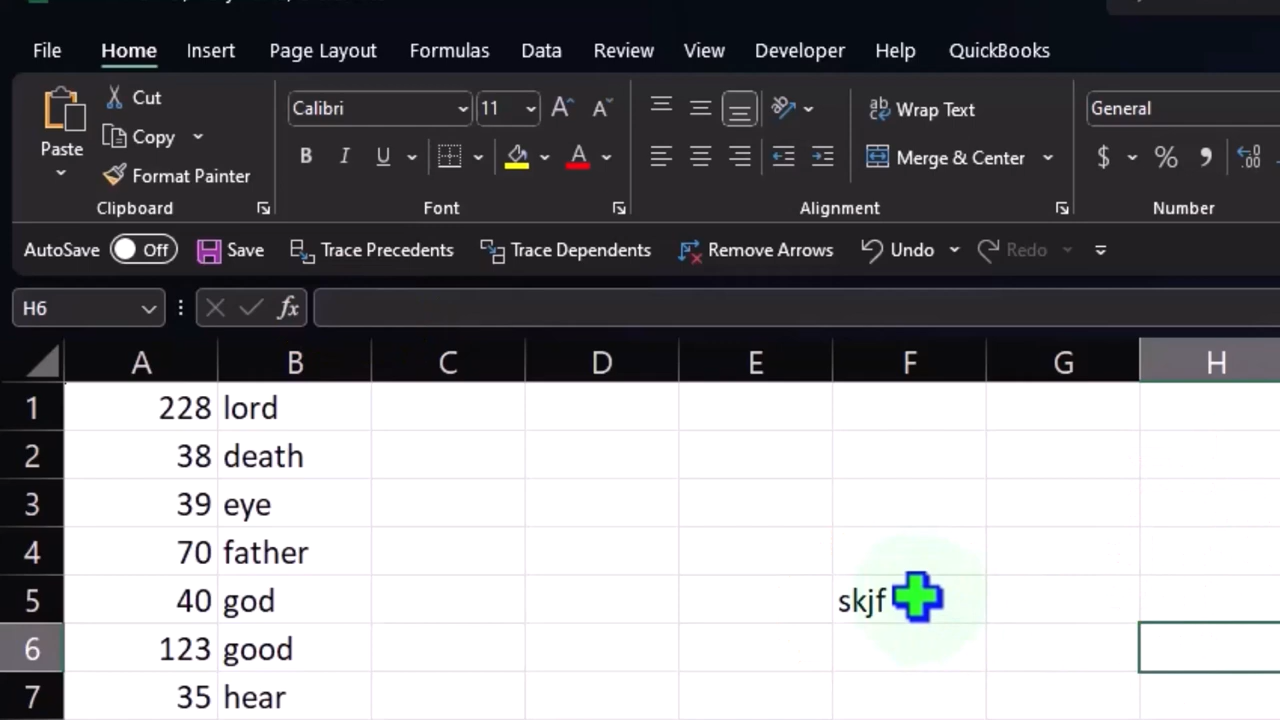 File Home Insert Page Layout Formulas Data Review View Developer Help QuickBooks
Cut
Calibri 11 A A Wrap Text General
Copy
Paste B I U A Merge & Center $ % 9 .00
Format Painter
Clipboard Font Alignment Number
AutoSave Off Save Trace Precedents Trace Dependents Remove Arrows Undo Redo
H6 fx
A B C D E F G H
1 228 lord
2 38 death
3 39 eye
4 70 father
5 40 god skjf
6 123 good
7 35 hear